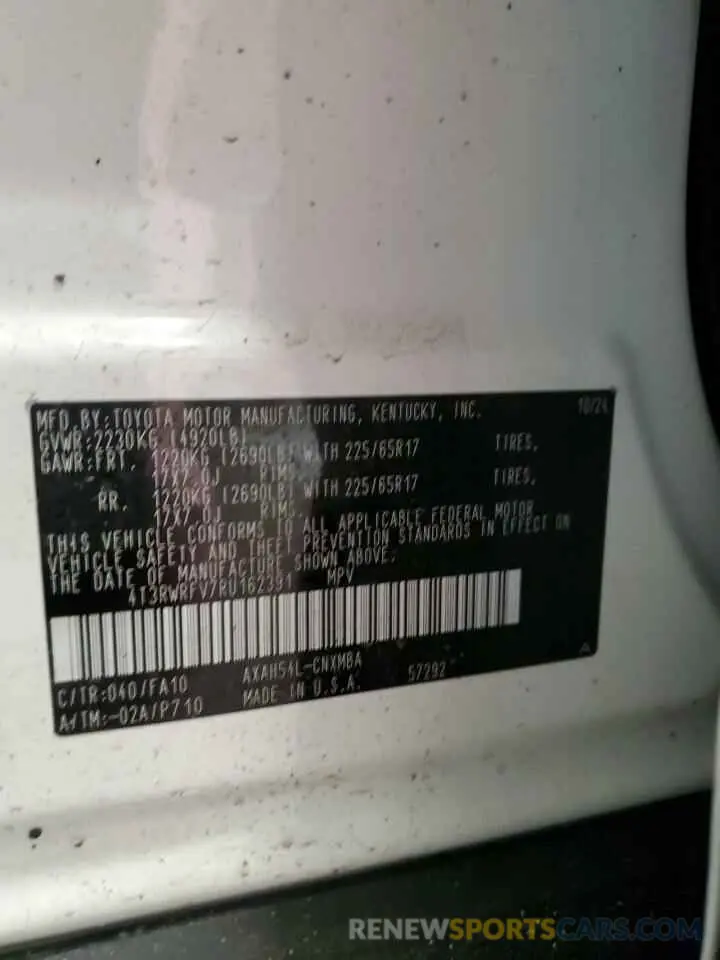 MFD. BY: TOYOTA MOTOR MANUFACTURING, KENTUCKY, INC. 10/24
GVWR: 2230KG (4920LB)
GAWR: FRT. 1220KG (2690LB) WITH 225/65R17 TIRES,
17X7.0J RIMS
RR. 1220KG (2690LB) WITH 225/65R17 TIRES,
17X7.0J RIMS
THIS VEHICLE CONFORMS TO ALL APPLICABLE FEDERAL MOTOR
VEHICLE SAFETY AND THEFT PREVENTION STANDARDS IN EFFECT ON
THE DATE OF MANUFACTURE SHOWN ABOVE.
4T3RWRFV7RU162391 MPV
C/TR:040/FA10 AXAH54L-CNXMBA 57292
A/TM:-02A/P710 MADE IN U.S.A.
RENEWSPORTSCARS.COM